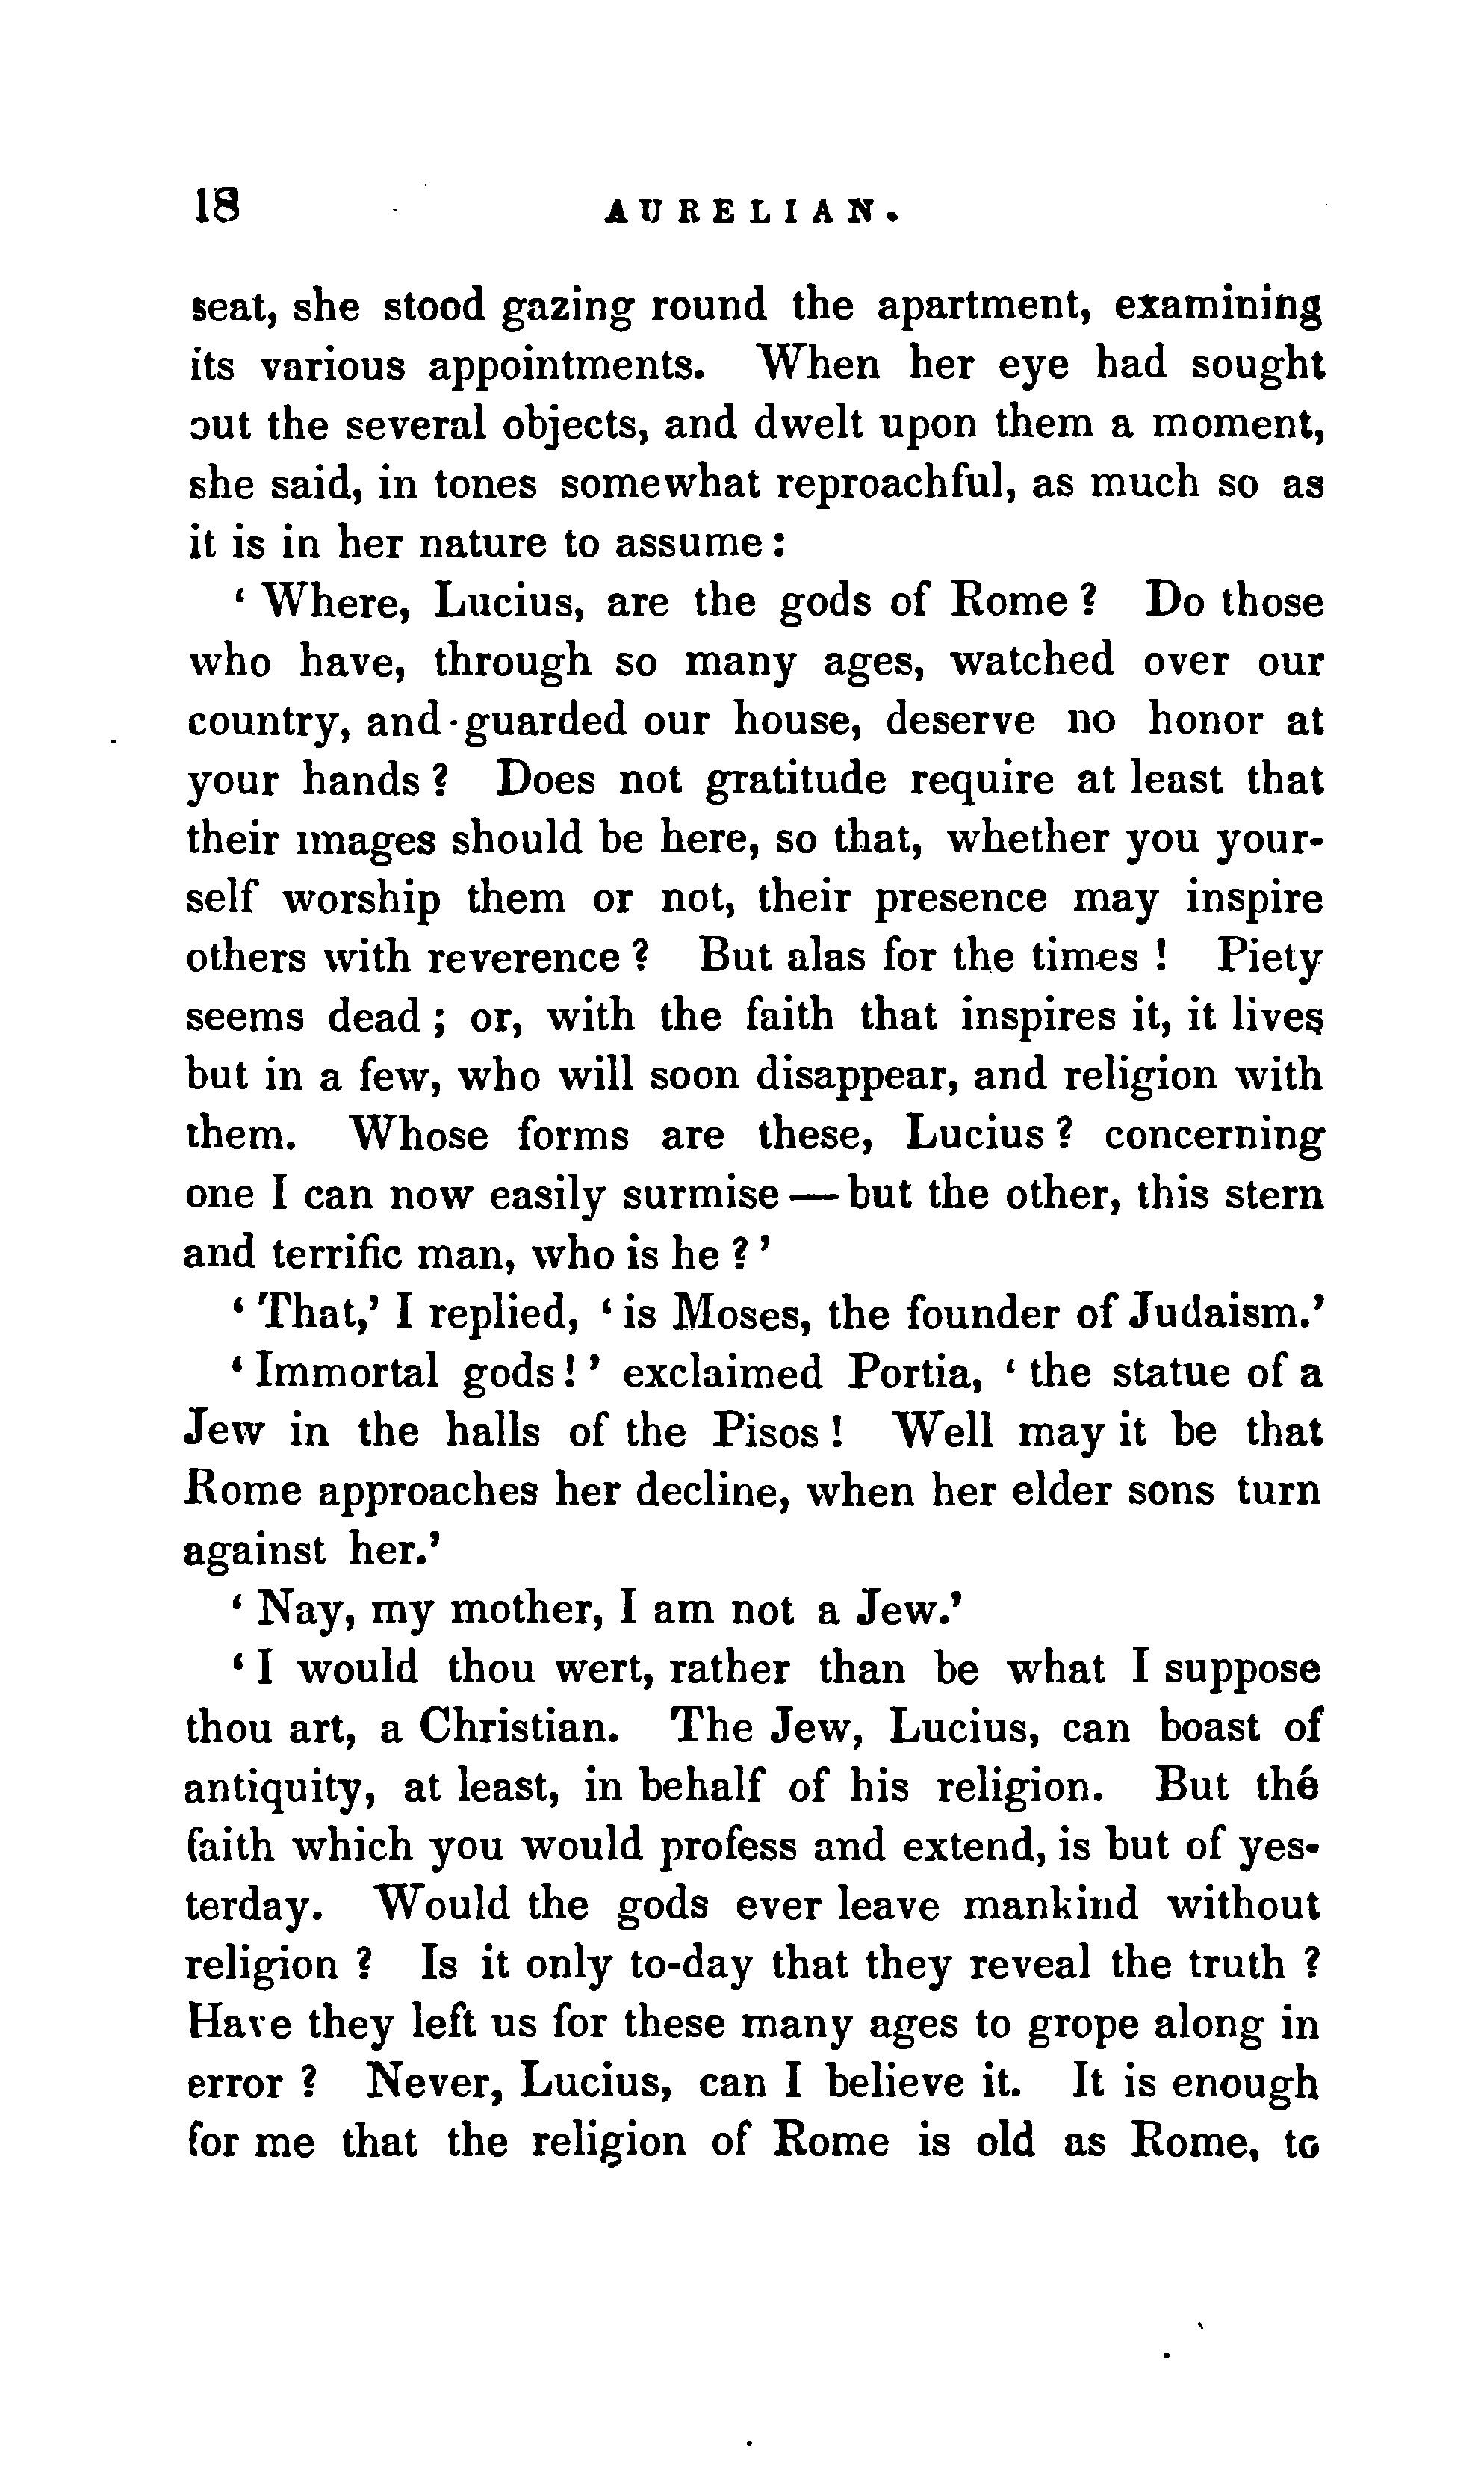 18 AURELIAN.
seat, she stood gazing round the apartment, examining
its various appointments. When her eye had sought
out the several objects, and dwelt upon them a moment,
she said, in tones somewhat reproachful, as much so as
it is in her nature to assume :
‘ Where, Lucius, are the gods of Rome ? Do those
who have, through so many ages, watched over our
country, and guarded our house, deserve no honor at
your hands ? Does not gratitude require at least that
their images should be here, so that, whether you your-
self worship them or not, their presence may inspire
others with reverence ? But alas for the times ! Piety
seems dead ; or, with the faith that inspires it, it lives
but in a few, who will soon disappear, and religion with
them. Whose forms are these, Lucius ? concerning
one I can now easily surmise — but the other, this stern
and terrific man, who is he ? ’
‘ That,’ I replied, ‘ is Moses, the founder of Judaism.’
‘ Immortal gods ! ’ exclaimed Portia, ‘ the statue of a
Jew in the halls of the Pisos ! Well may it be that
Rome approaches her decline, when her elder sons turn
against her.’
‘ Nay, my mother, I am not a Jew.’
‘ I would thou wert, rather than be what I suppose
thou art, a Christian. The Jew, Lucius, can boast of
antiquity, at least, in behalf of his religion. But the
faith which you would profess and extend, is but of yes-
terday. Would the gods ever leave mankind without
religion ? Is it only to-day that they reveal the truth ?
Have they left us for these many ages to grope along in
error ? Never, Lucius, can I believe it. It is enough
for me that the religion of Rome is old as Rome, to